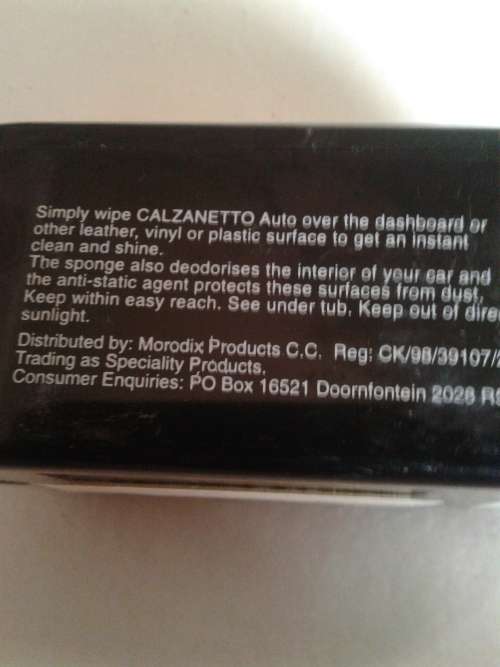 Simply wipe CALZANETTO Auto over the dashboard or
other leather, vinyl or plastic surface to get an instant
clean and shine.
The sponge also deodorises the interior of your car and
the anti-static agent protects these surfaces from dust.
Keep within easy reach. See under tub. Keep out of
sunlight.
Distributed by: Morodix Products C.C. Reg: CK/98/39107/
Trading as Speciality Products.
Consumer Enquiries: PO Box 16521 Doornfontein 2028